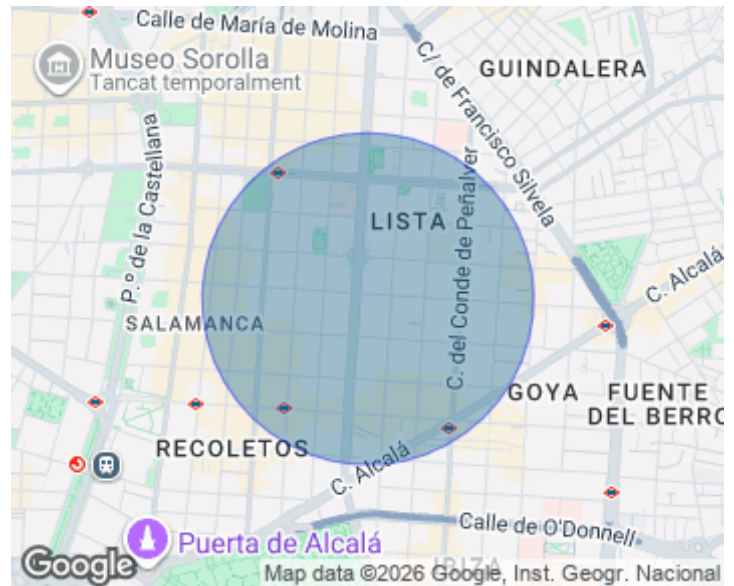 Calle de María de Molina
Museo Sorolla
Tancat temporalment
C/ de Francisco Silvela
GUINDALERA
P.º de la Castellana
LISTA
C. del Conde de Peñalver
C. Alcalá
SALAMANCA
GOYA
FUENTE
DEL BERRO
RECOLETOS
C. Alcalá
Calle de O'Donnell
Puerta de Alcalá
Google
Map data ©2026 Google, Inst. Geogr. Nacional